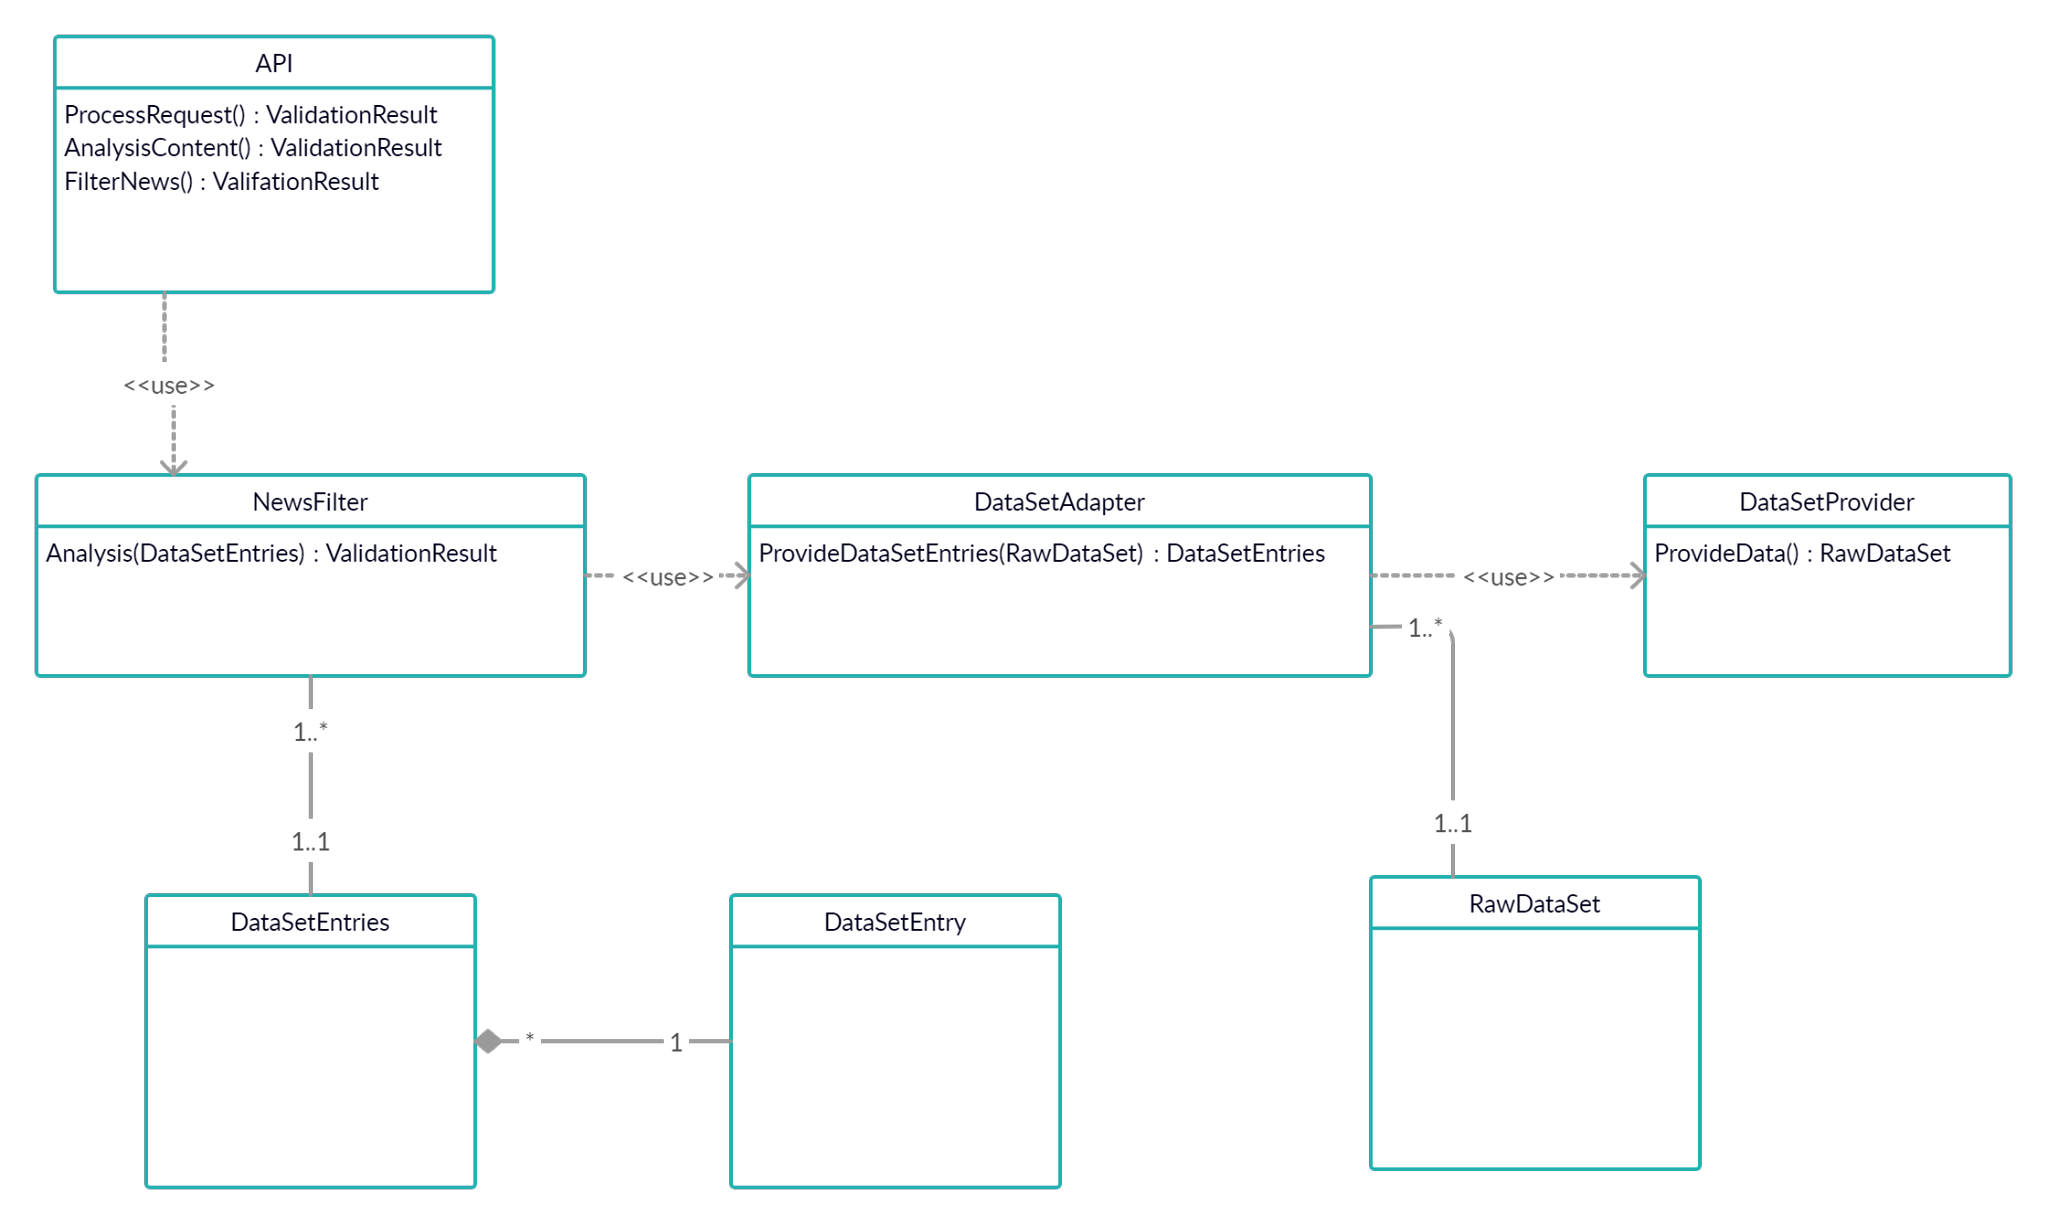 API
ProcessRequest() : ValidationResult
AnalysisContent() : ValidationResult
FilterNews() : ValifationResult
<<use>>
NewsFilter
Analysis(DataSetEntries) : ValidationResult
<<use>>
DataSetAdapter
ProvideDataSetEntries(RawDataSet) : DataSetEntries
<<use>>
DataSetProvider
ProvideData() : RawDataSet
1..*
1..*
1..1
1..1
DataSetEntries
DataSetEntry
RawDataSet
*
1